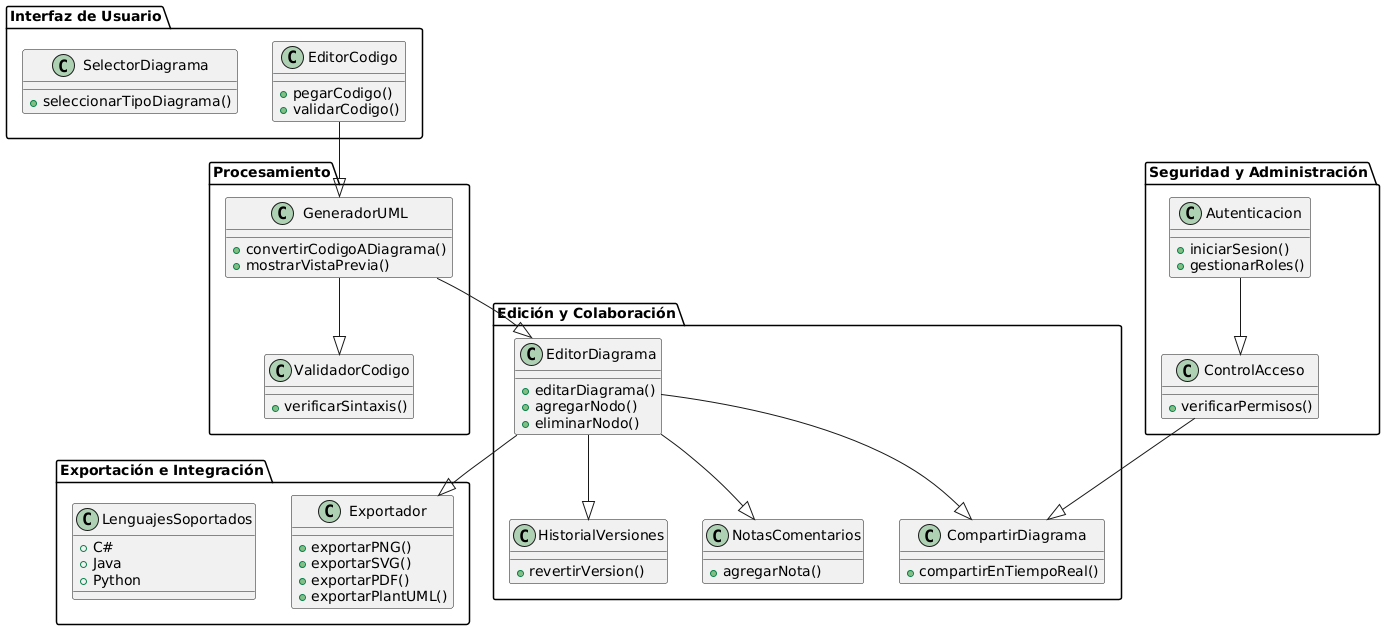 Interfaz de Usuario
SelectorDiagrama
seleccionarTipoDiagrama()
EditorCodigo
pegarCodigo()
validarCodigo()
Procesamiento
GeneradorUML
convertirCodigoADiagrama()
mostrarVistaPrevia()
ValidadorCodigo
verificarSintaxis()
Seguridad y Administración
Autenticacion
iniciarSesion()
gestionarRoles()
ControlAcceso
verificarPermisos()
Edición y Colaboración
EditorDiagrama
editarDiagrama()
agregarNodo()
eliminarNodo()
HistorialVersiones
revertirVersion()
NotasComentarios
agregarNota()
CompartirDiagrama
compartirEnTiempoReal()
Exportación e Integración
LenguajesSoportados
C#
Java
Python
Exportador
exportarPNG()
exportarSVG()
exportarPDF()
exportarPlantUML()